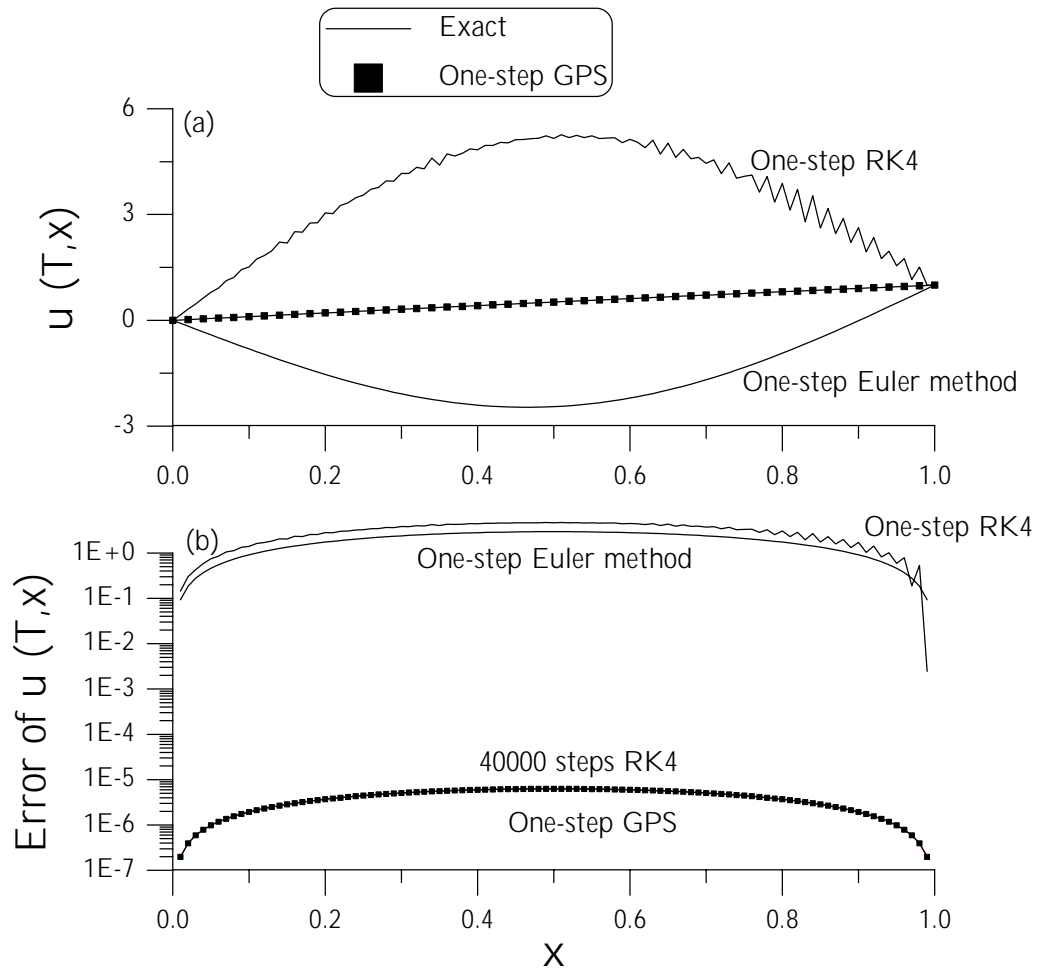 Exact
One-step GPS
6
(a)
One-step RK4
3
u (T,x)
0
One-step Euler method
-3
0.0 0.2 0.4 0.6 0.8 1.0
(b)
One-step RK4
1E+0
One-step Euler method
1E-1
1E-2
1E-3
Error of u (T,x)
1E-4
40000 steps RK4
1E-5
One-step GPS
1E-6
1E-7
0.0 0.2 0.4 0.6 0.8 1.0
x